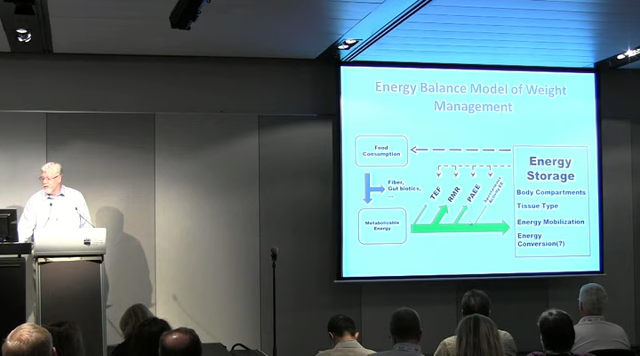 Energy Balance Model of Weight
Management
Food
Consumption
Fiber,
Gut biotics,
...
Metabolizable
Energy
TEF
RMR
PAEE
Energy
Storage
Body Compartments
Tissue Type
Energy Mobilization
Energy
Conversion(?)